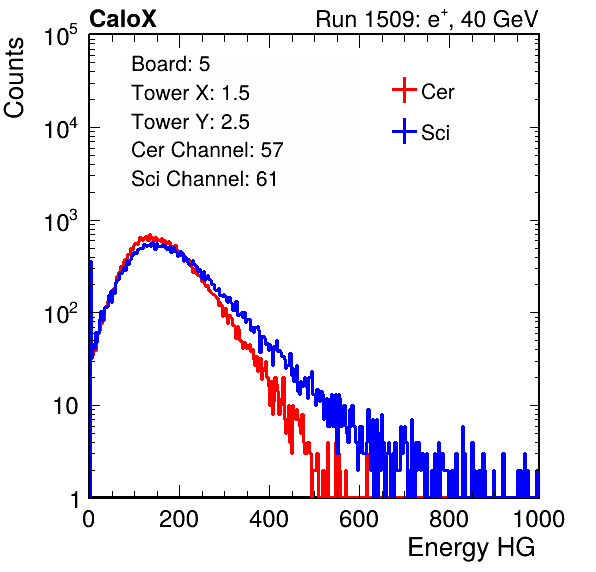 CaloX Run 1509: e⁺, 40 GeV
Counts
Board: 5
Tower X: 1.5
Tower Y: 2.5
Cer Channel: 57
Sci Channel: 61
Cer
Sci
10⁵
10⁴
10³
10²
10
1
0 200 400 600 800 1000
Energy HG